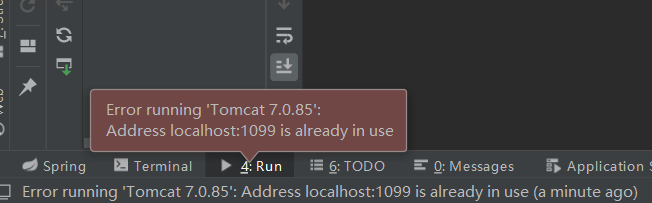 Web
Error running 'Tomcat 7.0.85':
Address localhost:1099 is already in use
Spring
Terminal
4: Run
6: TODO
0: Messages
Application S
Error running 'Tomcat 7.0.85': Address localhost:1099 is already in use (a minute ago)